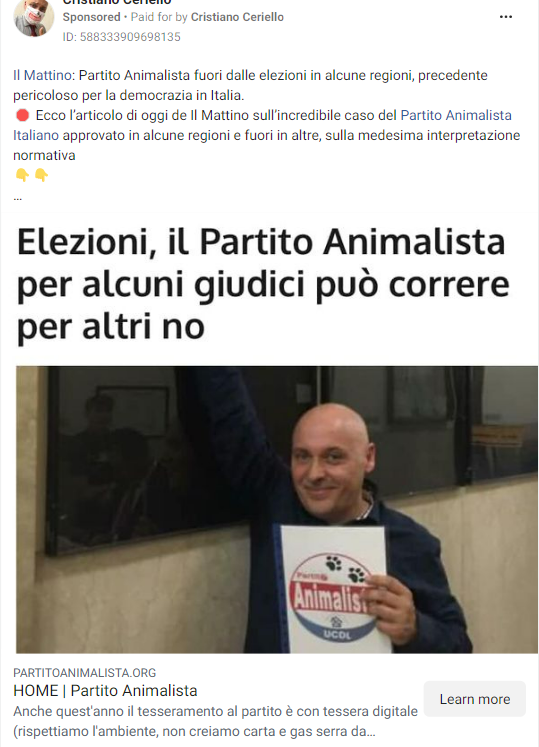 Cristiano Ceriello
Sponsored • Paid for by Cristiano Ceriello
ID: 588333909698135
Il Mattino: Partito Animalista fuori dalle elezioni in alcune regioni, precedente
pericoloso per la democrazia in Italia.
🛑 Ecco l'articolo di oggi de Il Mattino sull'incredibile caso del Partito Animalista
Italiano approvato in alcune regioni e fuori in altre, sulla medesima interpretazione
normativa
👇👇
...
Elezioni, il Partito Animalista
per alcuni giudici può correre
per altri no
Partito
Animalis
UCDL
PARTITOANIMALISTA.ORG
HOME | Partito Animalista
Anche quest'anno il tesseramento al partito è con tessera digitale
(rispettiamo l'ambiente, non creiamo carta e gas serra da...
Learn more